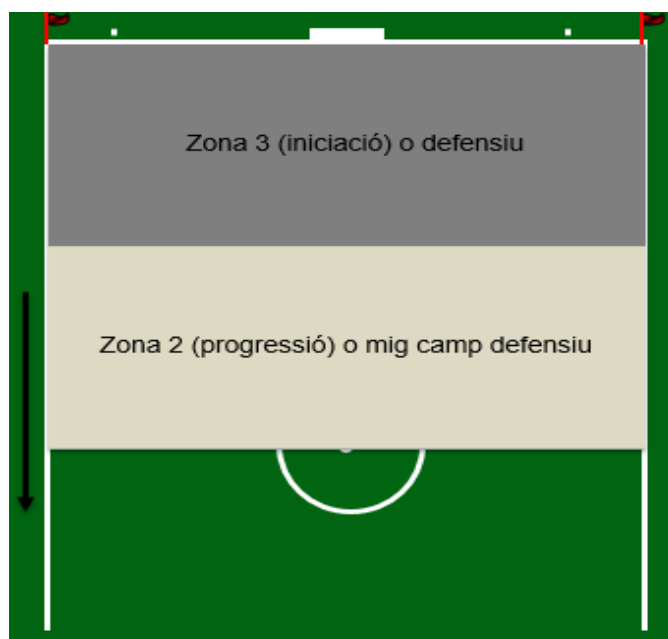 Zona 3 (iniciació) o defensiu
Zona 2 (progressió) o mig camp defensiu